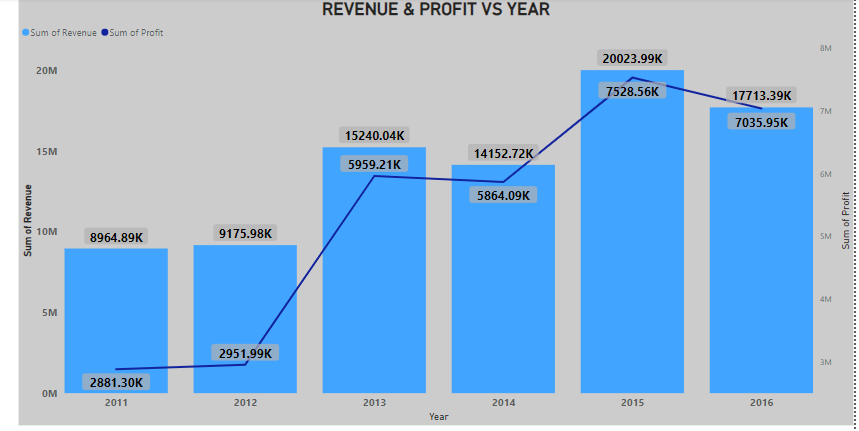 REVENUE & PROFIT VS YEAR
Sum of Revenue Sum of Profit
8M
20023.99K
20M
7528.56K
17713.39K
7M
7035.95K
15240.04K
15M
14152.72K
5959.21K
6M
5864.09K
8964.89K
9175.98K
10M
5M
Sum of Revenue
Sum of Profit
5M
4M
2951.99K
3M
2881.30K
0M
2011 2012 2013 2014 2015 2016
Year